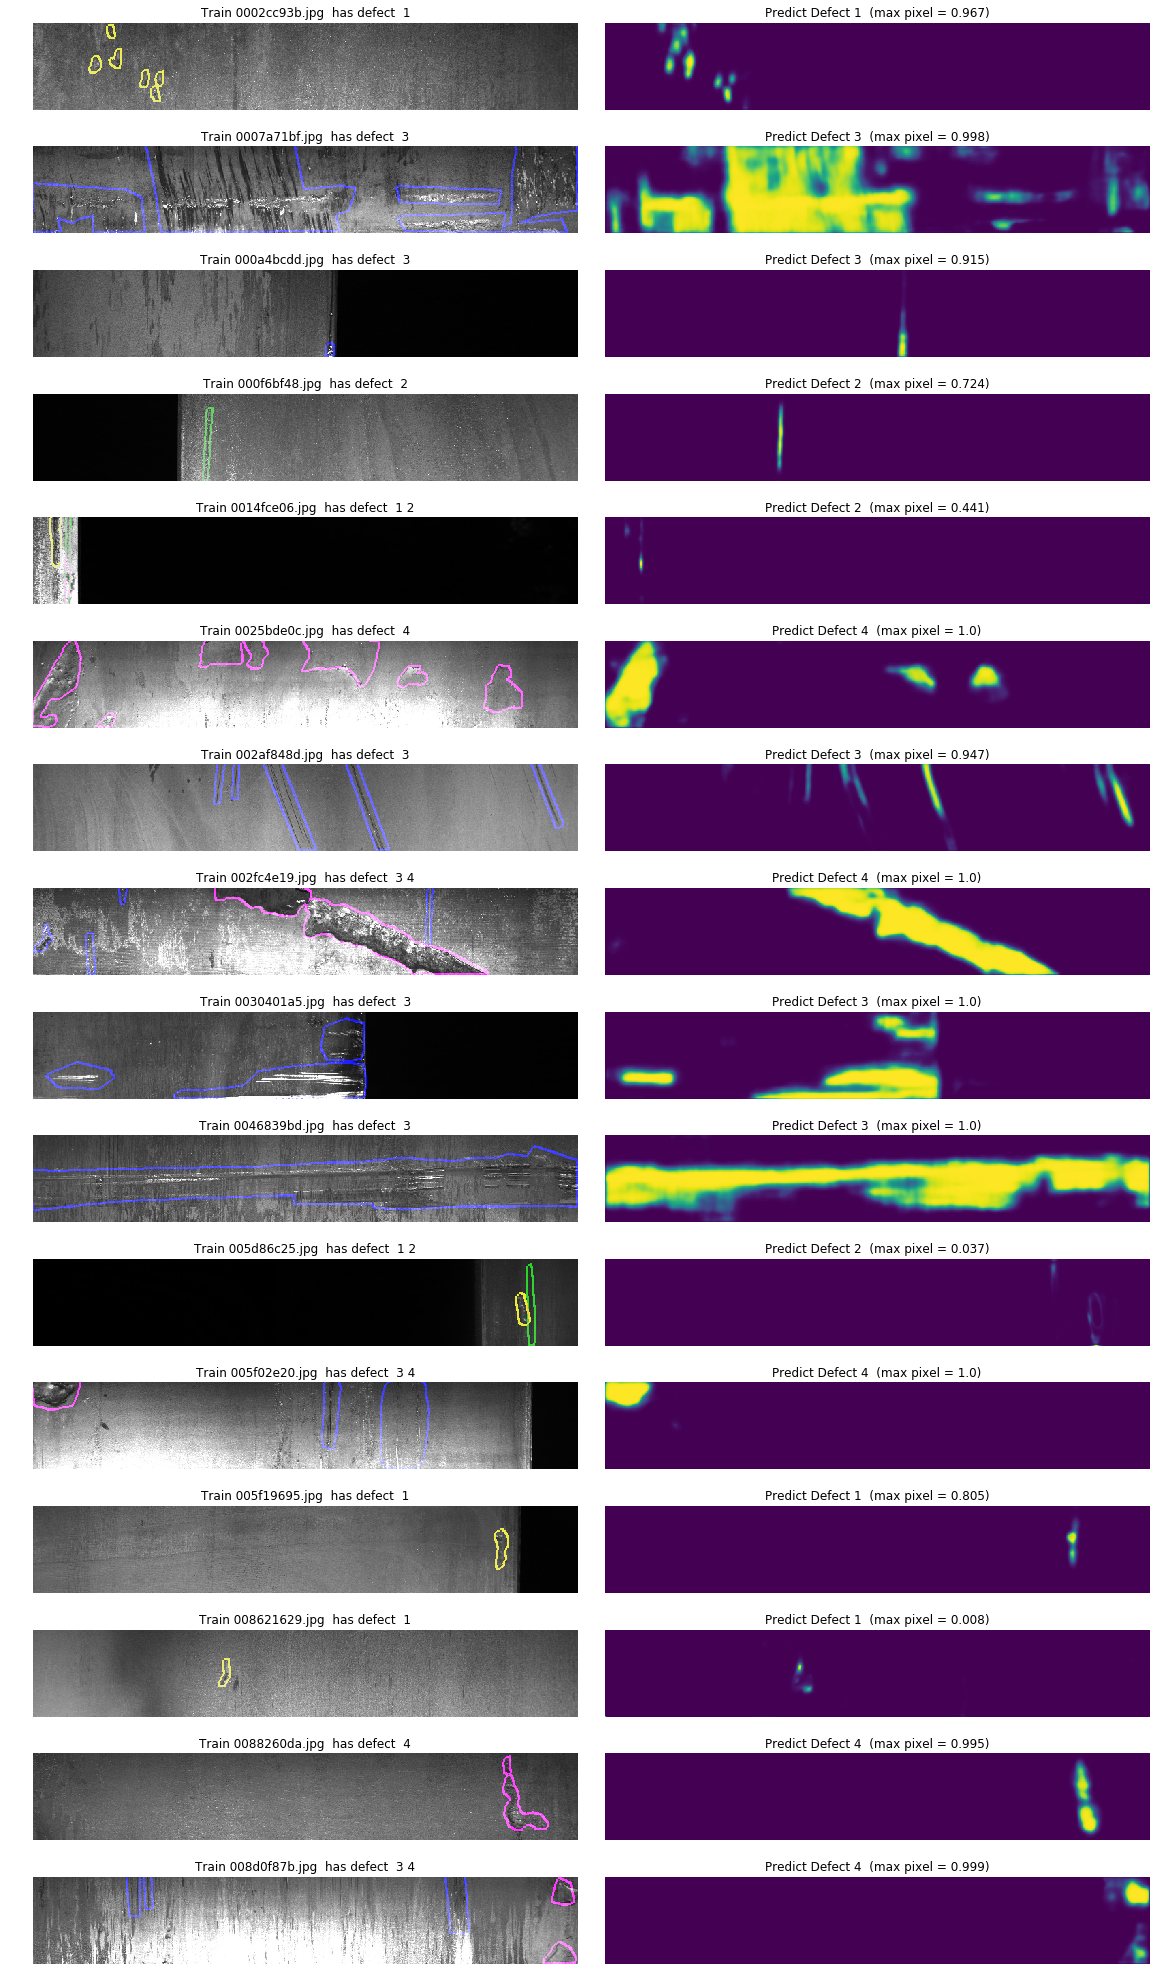 Train 0002cc93b.jpg  has defect  1
Predict Defect 1  (max pixel = 0.967)
Train 0007a71bf.jpg  has defect  3
Predict Defect 3  (max pixel = 0.998)
Train 000a4bcdd.jpg  has defect  3
Predict Defect 3  (max pixel = 0.915)
Train 000f6bf48.jpg  has defect  2
Predict Defect 2  (max pixel = 0.724)
Train 0014fce06.jpg  has defect  1 2
Predict Defect 2  (max pixel = 0.441)
Train 0025bde0c.jpg  has defect  4
Predict Defect 4  (max pixel = 1.0)
Train 002af848d.jpg  has defect  3
Predict Defect 3  (max pixel = 0.947)
Train 002fc4e19.jpg  has defect  3 4
Predict Defect 4  (max pixel = 1.0)
Train 0030401a5.jpg  has defect  3
Predict Defect 3  (max pixel = 1.0)
Train 0046839bd.jpg  has defect  3
Predict Defect 3  (max pixel = 1.0)
Train 005d86c25.jpg  has defect  1 2
Predict Defect 2  (max pixel = 0.037)
Train 005f02e20.jpg  has defect  3 4
Predict Defect 4  (max pixel = 1.0)
Train 005f19695.jpg  has defect  1
Predict Defect 1  (max pixel = 0.805)
Train 008621629.jpg  has defect  1
Predict Defect 1  (max pixel = 0.008)
Train 0088260da.jpg  has defect  4
Predict Defect 4  (max pixel = 0.995)
Train 008d0f87b.jpg  has defect  3 4
Predict Defect 4  (max pixel = 0.999)